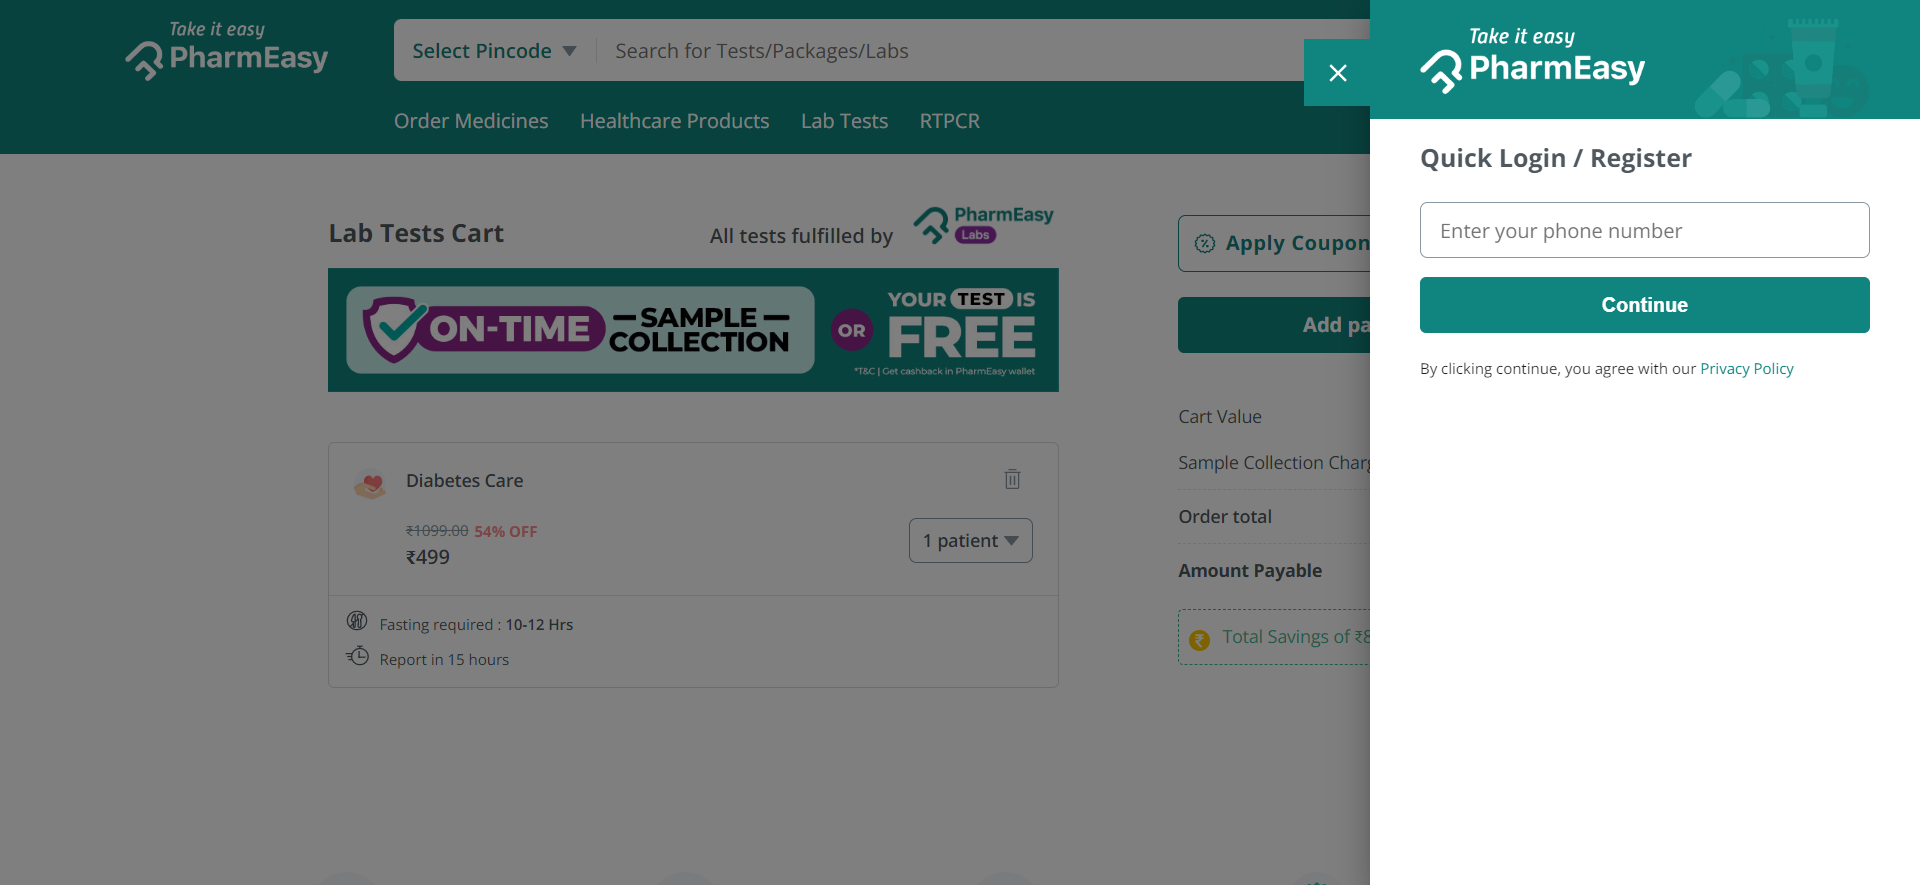 Take it easy
PharmEasy
Select Pincode
Search for Tests/Packages/Labs
Order Medicines
Healthcare Products
Lab Tests
RTPCR
Lab Tests Cart
All tests fulfilled by
PharmEasy
Labs
ON-TIME
SAMPLE
COLLECTION
OR
YOUR TEST IS
FREE
*T&C | Get cashback in PharmEasy wallet
Diabetes Care
₹1099.00 54% OFF
₹499
1 patient
Fasting required : 10-12 Hrs
Report in 15 hours
Apply Coupon
Add pa
Cart Value
Sample Collection Char
Order total
Amount Payable
Total Savings of ₹8
Take it easy
PharmEasy
Quick Login / Register
Enter your phone number
Continue
By clicking continue, you agree with our Privacy Policy